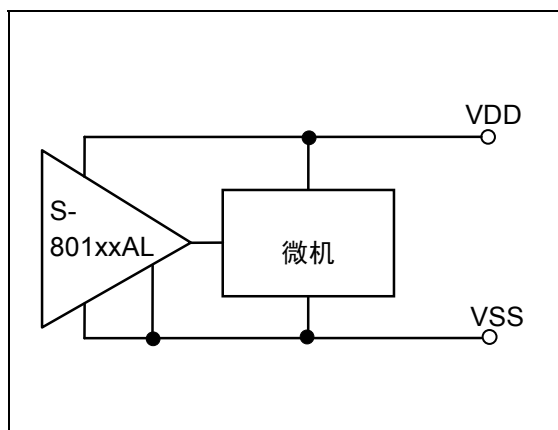 VDD
S-
801xxAL
微机
VSS